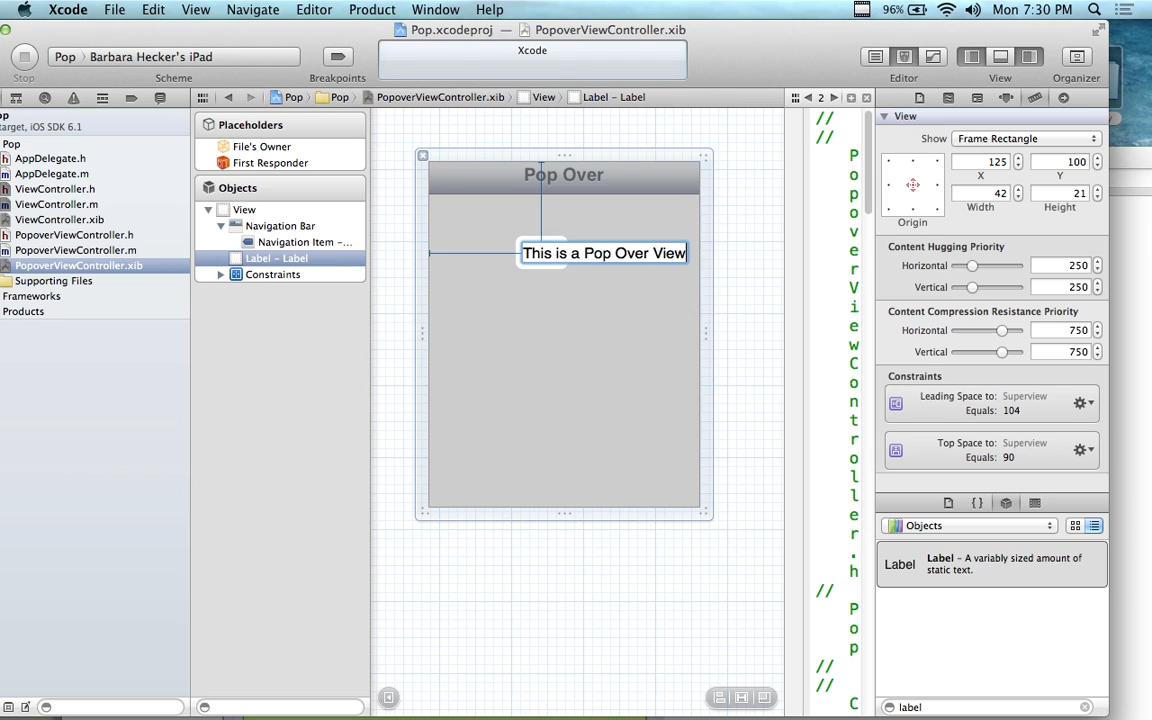 Xcode File Edit View Navigate Editor Product Window Help 96% Mon 7:30 PM
Pop.xcodeproj — PopoverViewController.xib
Pop Barbara Hecker's iPad
Xcode
Stop Scheme Breakpoints Editor View Organizer
Pop Pop PopoverViewController.xib View Label – Label 2
op
target, iOS SDK 6.1
Pop
AppDelegate.h
AppDelegate.m
ViewController.h
ViewController.m
ViewController.xib
PopoverViewController.h
PopoverViewController.m
PopoverViewController.xib
Supporting Files
Frameworks
Products
Placeholders
File's Owner
First Responder
Objects
View
Navigation Bar
Navigation Item –...
Label – Label
Constraints
Pop Over
This is a Pop Over View
//
//
P
o
p
o
v
e
r
V
i
e
w
C
o
n
t
r
o
l
l
e
r
.
h
//
P
o
p
//
//
C
View
Show Frame Rectangle
125 100
X Y
42 21
Width Height
Origin
Content Hugging Priority
Horizontal 250
Vertical 250
Content Compression Resistance Priority
Horizontal 750
Vertical 750
Constraints
Leading Space to: Superview
Equals: 104
Top Space to: Superview
Equals: 90
{}
Objects
Label
Label – A variably sized amount of
static text.
label